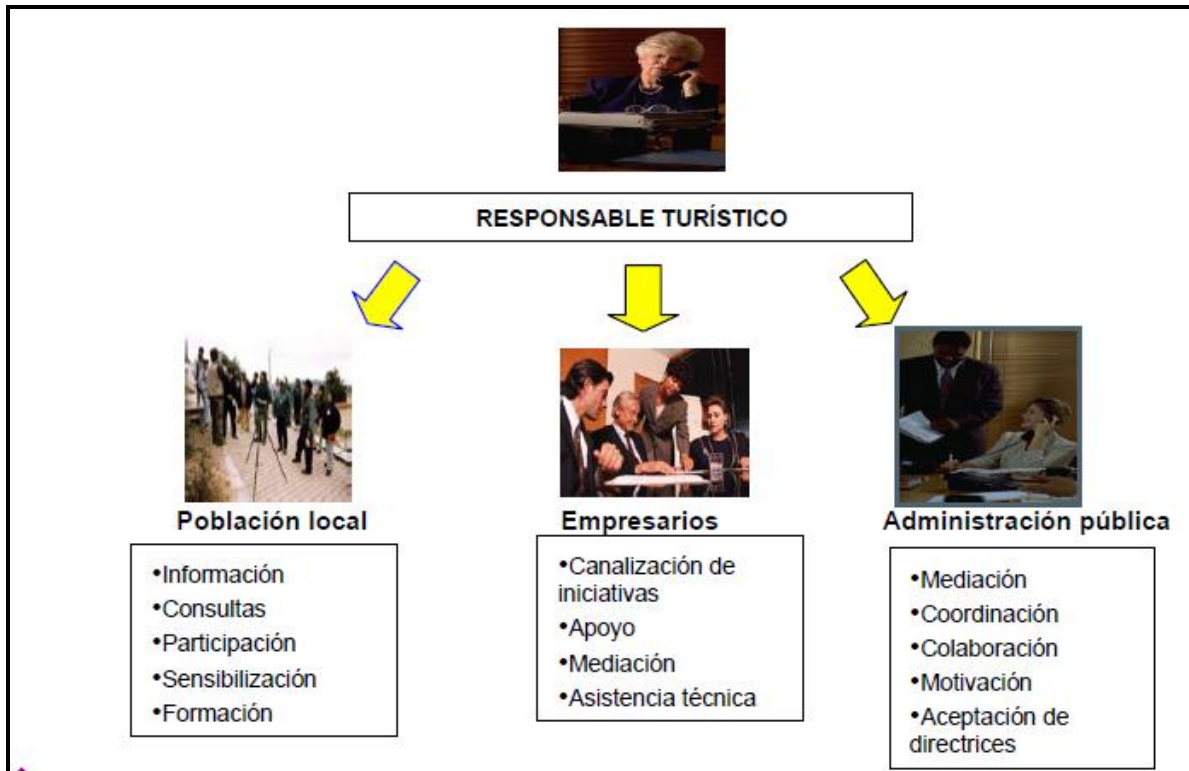 RESPONSABLE TURÍSTICO
Población local
•Información
•Consultas
•Participación
•Sensibilización
•Formación
Empresarios
•Canalización de
iniciativas
•Apoyo
•Mediación
•Asistencia técnica
Administración pública
•Mediación
•Coordinación
•Colaboración
•Motivación
•Aceptación de
directrices